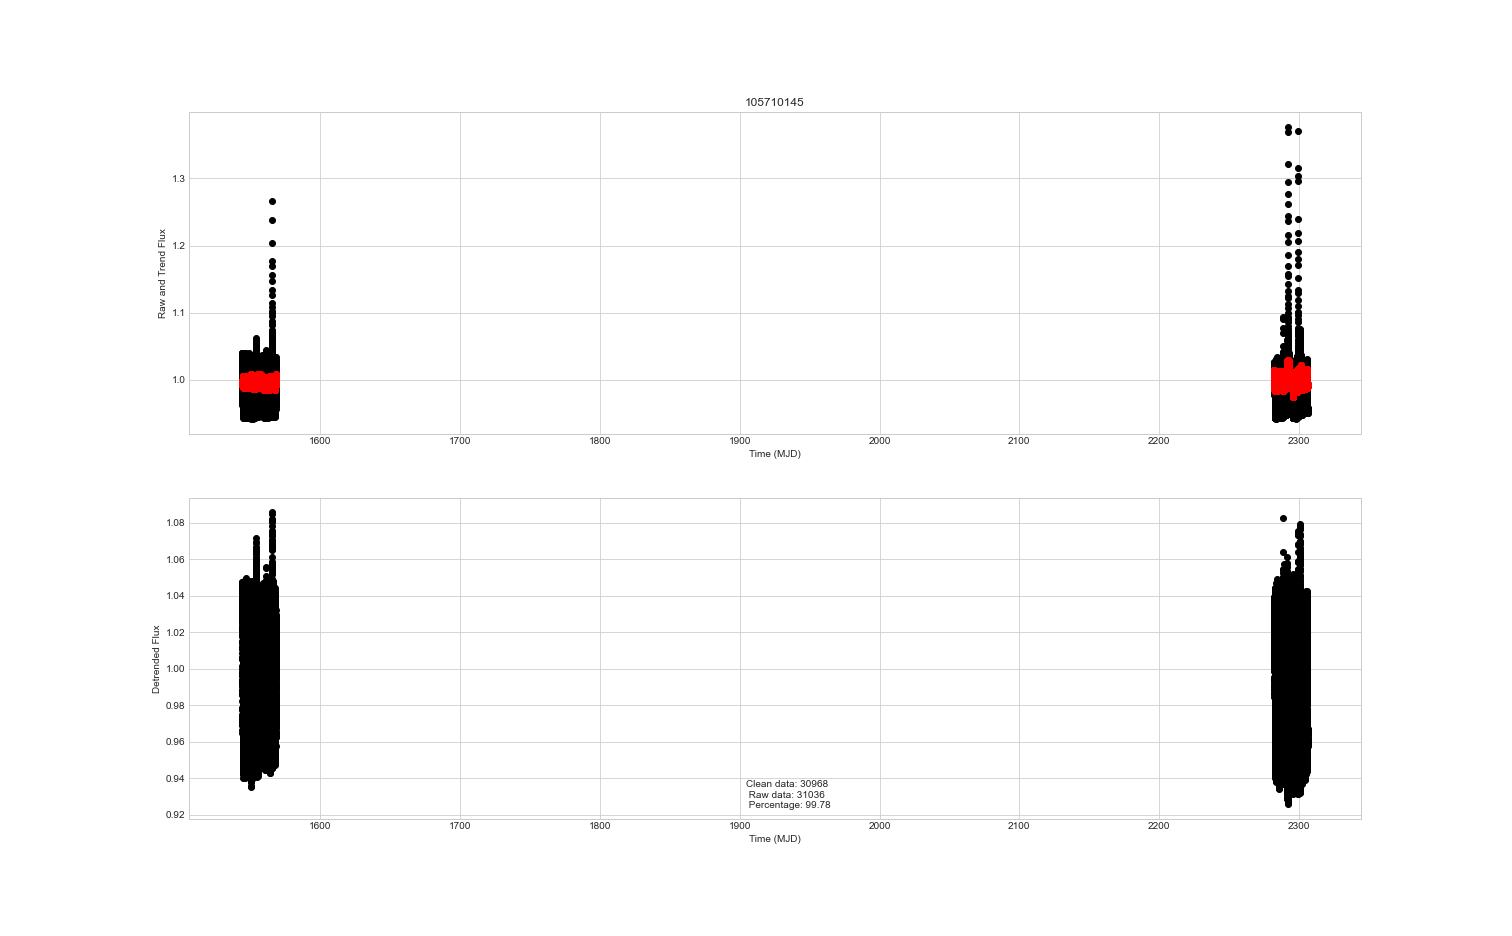 105710145
Raw and Trend Flux
1.3
1.2
1.1
1.0
1600 1700 1800 1900 2000 2100 2200 2300
Time (MJD)
Detrended Flux
1.08
1.06
1.04
1.02
1.00
0.98
0.96
0.94
0.92
Clean data: 30968
Raw data: 31036
Percentage: 99.78
1600 1700 1800 1900 2000 2100 2200 2300
Time (MJD)